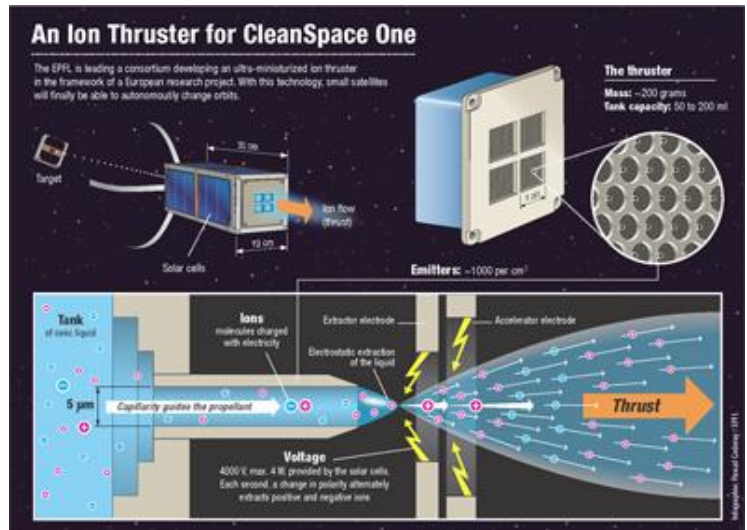 An Ion Thruster for CleanSpace One
The EPFL is leading a consortium developing an ultra-miniaturized ion thruster
in the framework of a European research project. With this technology, small satellites
will finally be able to autonomously change orbits.
The thruster
Mass: ~200 grams
Tank capacity: 50 to 200 ml
Target
Ion flow
(thrust)
Solar cells
10 cm
1 cm
Emitters: ~1000 per cm²
Tank
of ionic liquid
Ions
molecules charged
with electricity
Extractor electrode
Accelerator electrode
Electrostatic extraction
of the liquid
5 µm
Capillarity guides the propellant
Thrust
Voltage
4000 V, max. 4 W, provided by the solar cells.
Each second, a change in polarity alternately
extracts positive and negative ions